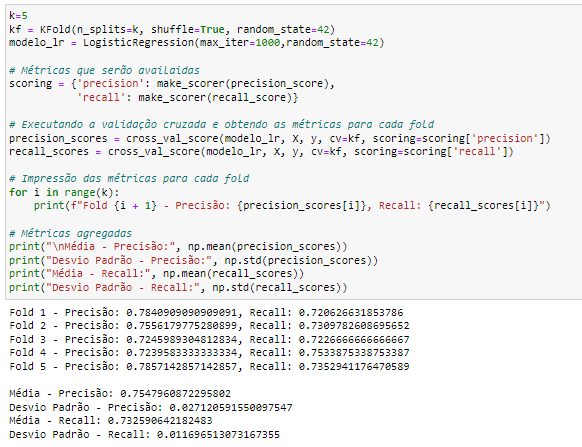 k=5
kf = KFold(n_splits=k, shuffle=True, random_state=42)
modelo_lr = LogisticRegression(max_iter=1000,random_state=42)

# Métricas que serão availaidas
scoring = {'precision': make_scorer(precision_score),
           'recall': make_scorer(recall_score)}

# Executando a validação cruzada e obtendo as métricas para cada fold
precision_scores = cross_val_score(modelo_lr, X, y, cv=kf, scoring=scoring['precision'])
recall_scores = cross_val_score(modelo_lr, X, y, cv=kf, scoring=scoring['recall'])

# Impressão das métricas para cada fold
for i in range(k):
    print(f"Fold {i + 1} - Precisão: {precision_scores[i]}, Recall: {recall_scores[i]}")

# Métricas agregadas
print("\nMédia - Precisão:", np.mean(precision_scores))
print("Desvio Padrão - Precisão:", np.std(precision_scores))
print("Média - Recall:", np.mean(recall_scores))
print("Desvio Padrão - Recall:", np.std(recall_scores))

Fold 1 - Precisão: 0.7840909090909091, Recall: 0.720626631853786
Fold 2 - Precisão: 0.7556179775280899, Recall: 0.7309782608695652
Fold 3 - Precisão: 0.7245989304812834, Recall: 0.7226666666666667
Fold 4 - Precisão: 0.7239583333333334, Recall: 0.7533875338753387
Fold 5 - Precisão: 0.7857142857142857, Recall: 0.7352941176470589

Média - Precisão: 0.7547960872295802
Desvio Padrão - Precisão: 0.027120591550097547
Média - Recall: 0.732590642182483
Desvio Padrão - Recall: 0.011696513073167355